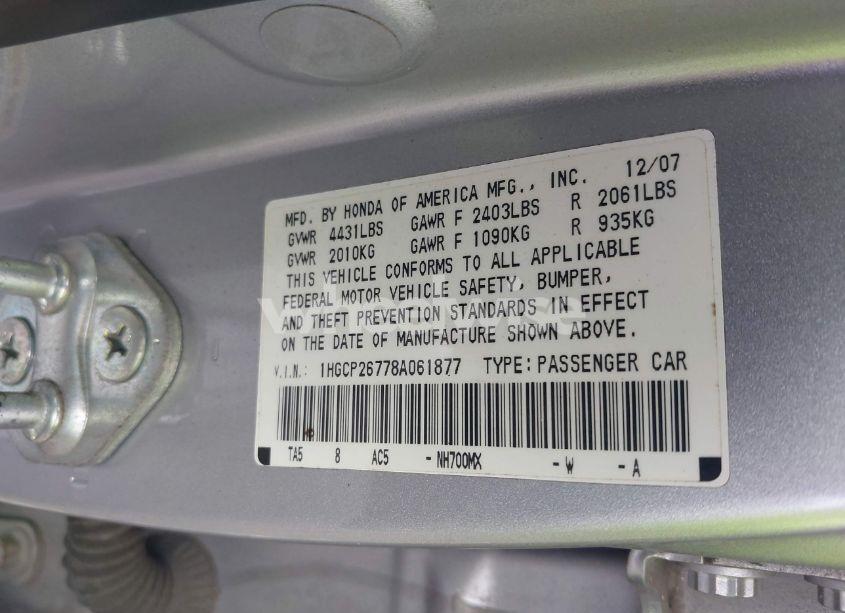 MFD. BY HONDA OF AMERICA MFG., INC. 12/07
GVWR 4431LBS GAWR F 2403LBS R 2061LBS
GVWR 2010KG GAWR F 1090KG R 935KG
THIS VEHICLE CONFORMS TO ALL APPLICABLE
FEDERAL MOTOR VEHICLE SAFETY, BUMPER,
AND THEFT PREVENTION STANDARDS IN EFFECT
ON THE DATE OF MANUFACTURE SHOWN ABOVE.
V.I.N.: 1HGCP26778A061877 TYPE: PASSENGER CAR
TA5 8 AC5 - NH700MX - W - A